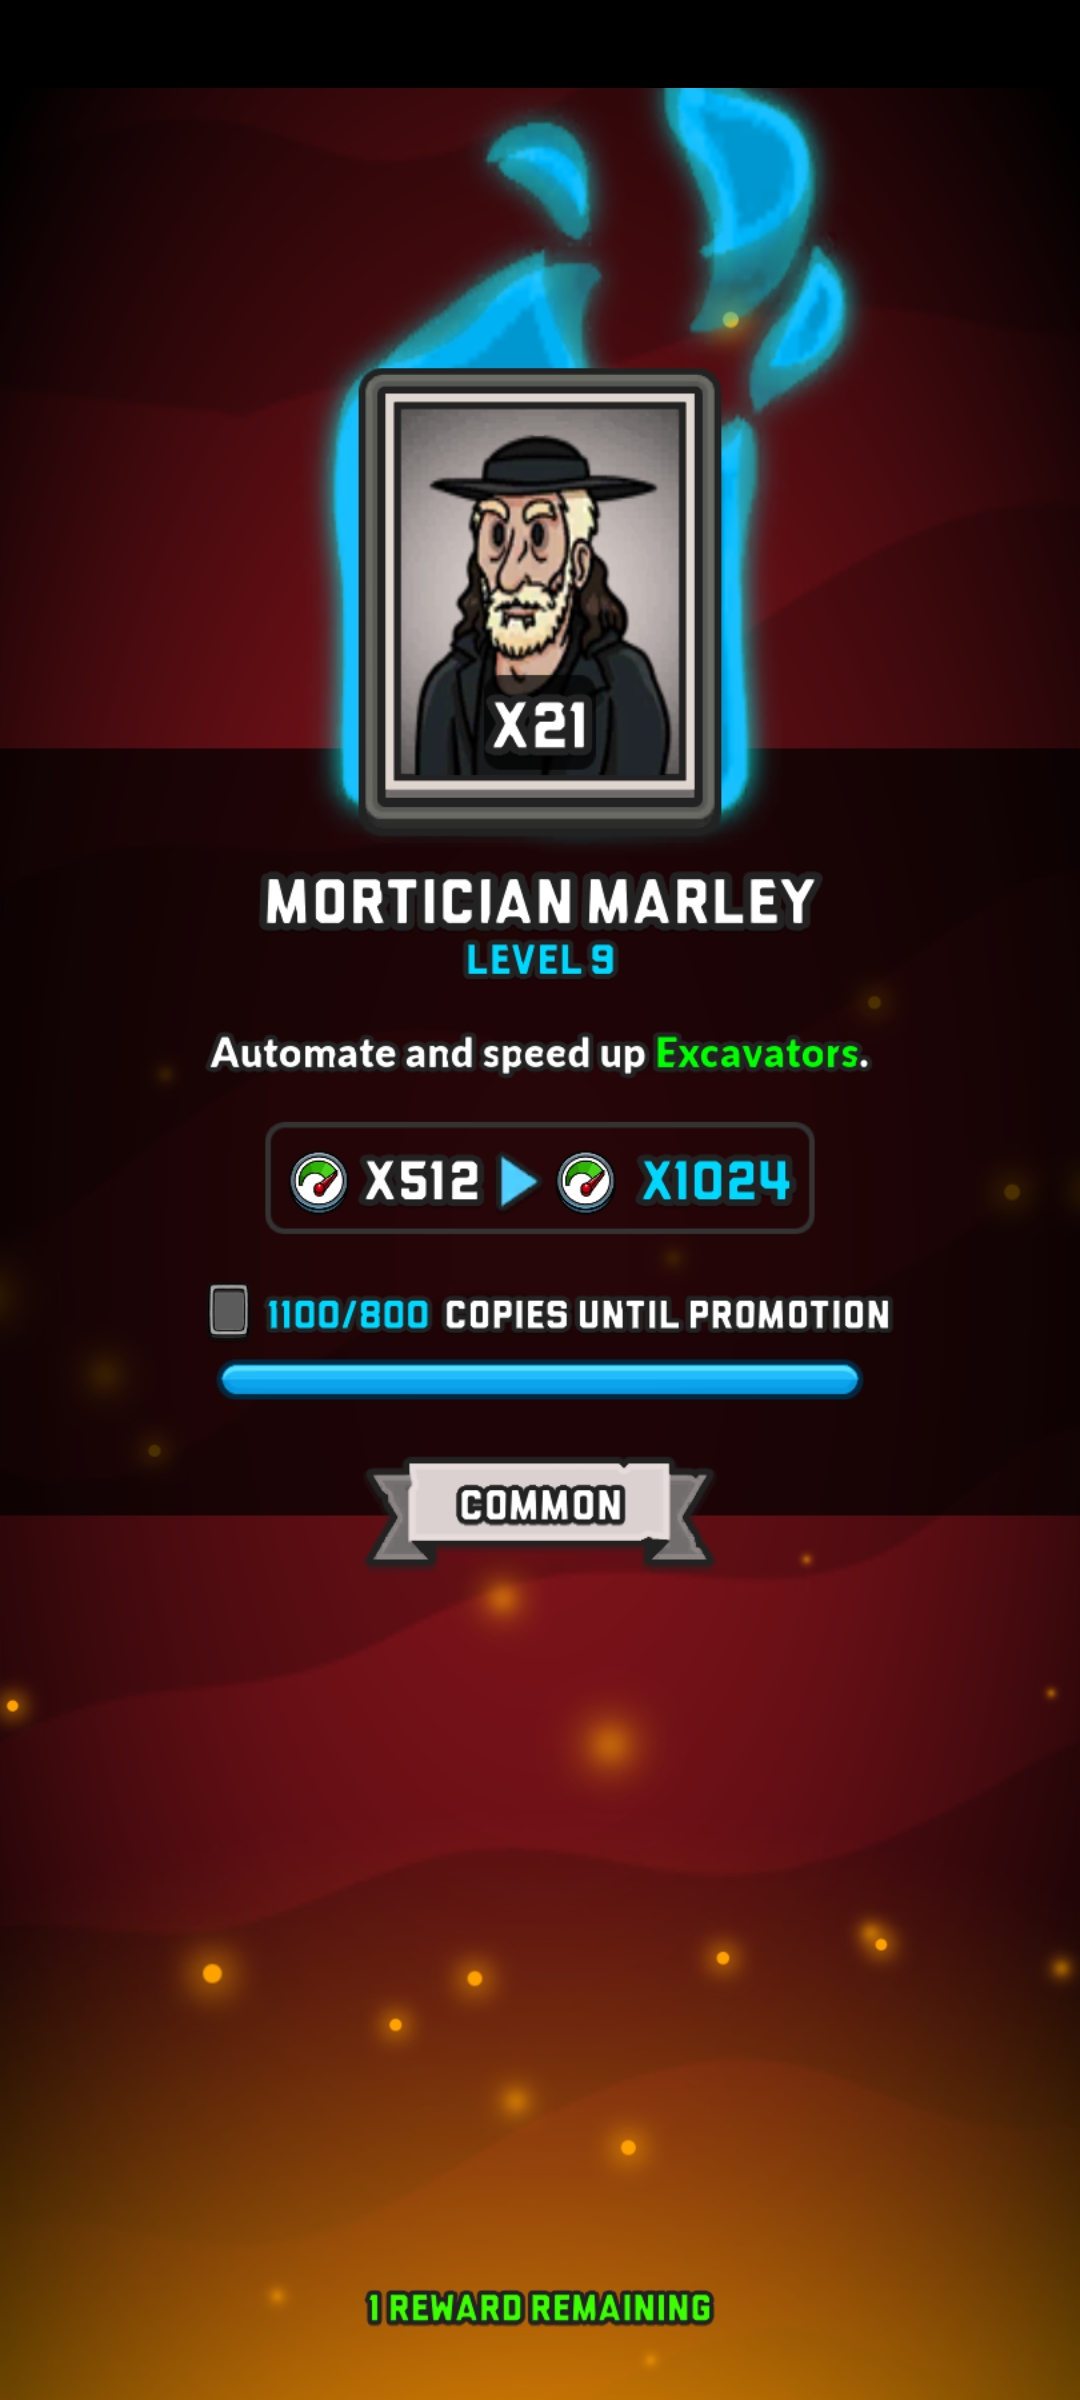 X21
MORTICIAN MARLEY
LEVEL 9
Automate and speed up Excavators.
X512 X1024
1100/800 COPIES UNTIL PROMOTION
COMMON
1 REWARD REMAINING